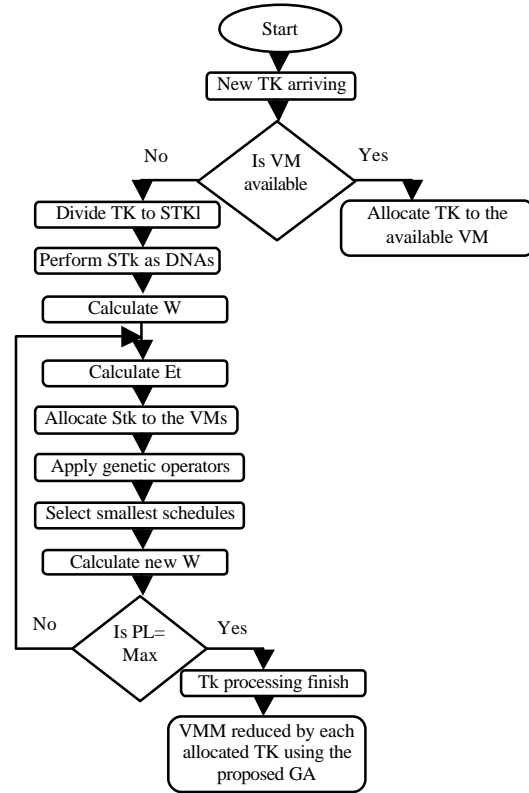 Start
New TK arriving
Is VM
available
No
Yes
Divide TK to STKl
Allocate TK to the
available VM
Perform STk as DNAs
Calculate W
Calculate Et
Allocate Stk to the VMs
Apply genetic operators
Select smallest schedules
Calculate new W
Is PL=
Max
No
Yes
Tk processing finish
VMM reduced by each
allocated TK using the
proposed GA